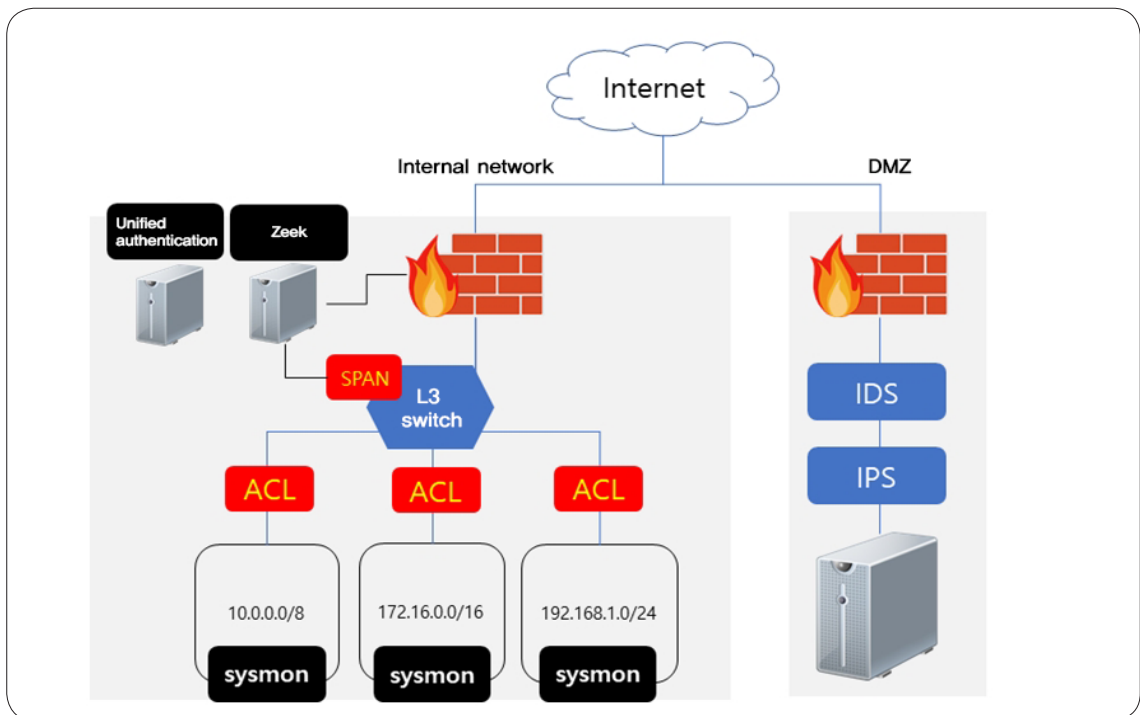 Internet
Internal network
DMZ
Unified
authentication
Zeek
SPAN
L3
switch
IDS
IPS
ACL
ACL
ACL
10.0.0.0/8
172.16.0.0/16
192.168.1.0/24
sysmon
sysmon
sysmon